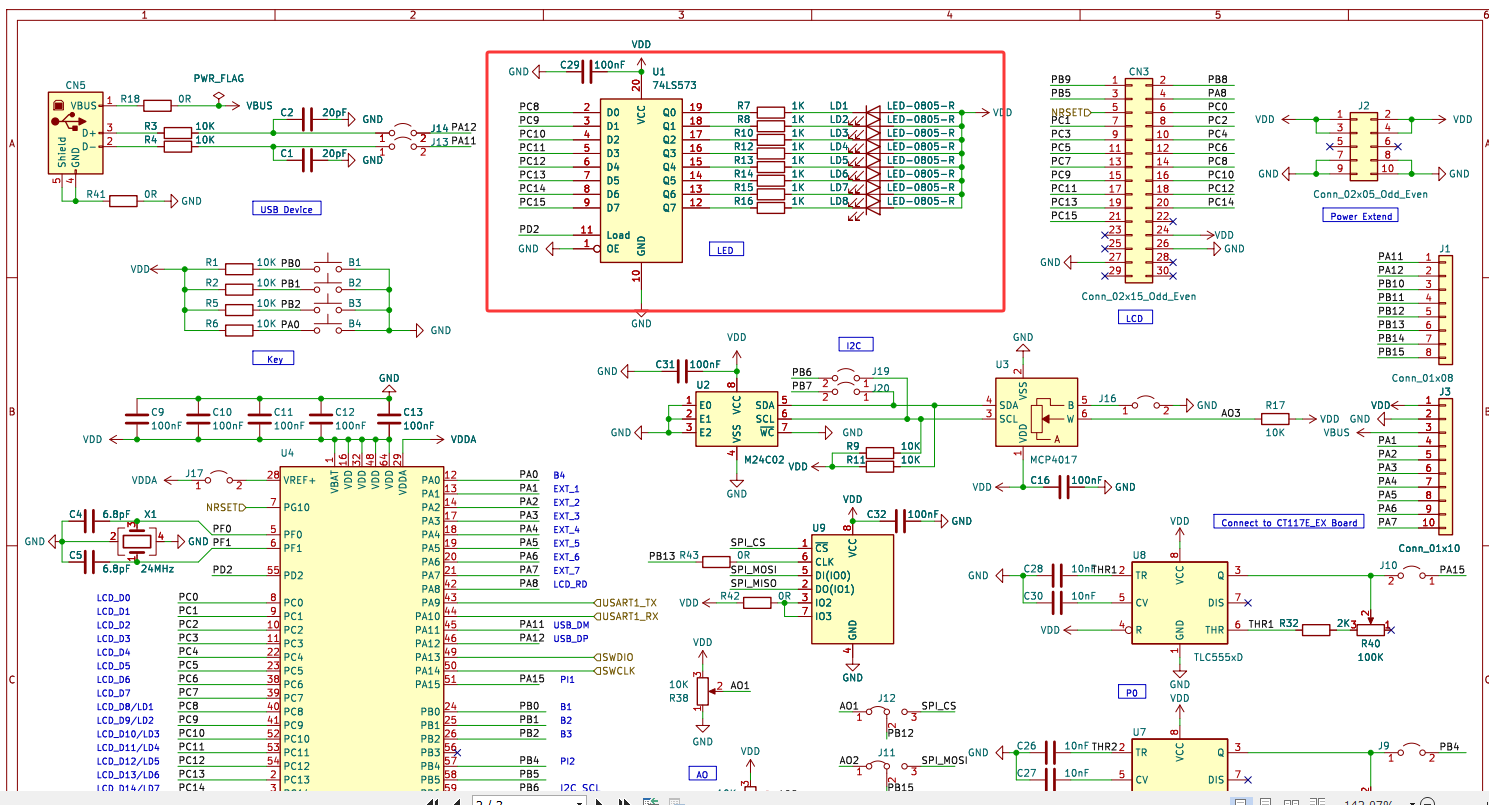 1 2 3 4 5 6
CN5
PWR_FLAG
VBUS 1 R18 0R VBUS
D+ 3 R3 10K C2 20pF GND J14 PA12
D- 2 R4 10K C1 20pF GND J13 PA11
Shield GND
5 4
R41 0R GND
USB Device
VDD
GND C29 100nF U1
20 74LS573
VCC
PC8 2 D0 Q0 19 R7 1K LD1 LED-0805-R VDD
PC9 3 D1 Q1 18 R8 1K LD2 LED-0805-R
PC10 4 D2 Q2 17 R10 1K LD3 LED-0805-R
PC11 5 D3 Q3 16 R12 1K LD4 LED-0805-R
PC12 6 D4 Q4 15 R13 1K LD5 LED-0805-R
PC13 7 D5 Q5 14 R14 1K LD6 LED-0805-R
PC14 8 D6 Q6 13 R15 1K LD7 LED-0805-R
PC15 9 D7 Q7 12 R16 1K LD8 LED-0805-R
PD2 11 Load
GND 1 OE GND
10
GND
LED
CN3
PB9 1 2 PB8
PB5 3 4 PA8
NRST 5 6 PC0
PC1 7 8 PC2
PC3 9 10 PC4
PC5 11 12 PC6
PC7 13 14 PC8
PC9 15 16 PC10
PC11 17 18 PC12
PC13 19 20 PC14
PC15 21 22
23 24 VDD
25 26 GND
GND 27 28
29 30
Conn_02x15_Odd_Even
LCD
J2
VDD 1 2 VDD
3 4
5 6
7 8
GND 9 10 GND
Conn_02x05_Odd_Even
Power Extend
J1
PA11 1
PA12 2
PB10 3
PB11 4
PB12 5
PB13 6
PB14 7
PB15 8
Conn_01x08
VDD R1 10K PB0 B1
R2 10K PB1 B2
R5 10K PB2 B3
R6 10K PA0 B4 GND
Key
GND
C9 C10 C11 C12 C13
100nF 100nF 100nF 100nF 100nF
VDD VDDA
I2C
VDD
GND C31 100nF
PB6 J19
PB7 J20
U2 8
1 E0 VCC SDA 5
2 E1 SCL 6
GND 3 E2 VSS WC 7 GND
4 M24C02
GND
R9 10K
VDD R11 10K
GND
U3 2
VSS
4 SDA B 5 J16 GND
3 SCL W 6 AO3 R17 VDD
10K
VDD A
1 MCP4017
VDD C16 100nF GND
J3
VDD 1
GND 2
VBUS 3
PA1 4
PA2 5
PA3 6
PA4 7
PA5 8
PA6 9
PA7 10
Connect to CT117E_EX Board
Conn_01x10
U4
1 16 32 48 64 29
VBAT VDD VDD VDD VDD VDDA
VDDA J17 28 VREF+
NRST 7 PG10
C4 6.8pF X1 PF0 5 PF0
GND 2 3 4 GND PF1 6 PF1
C5 6.8pF 1 24MHz
PD2 55 PD2
LCD_D0 PC0 8 PC0
LCD_D1 PC1 9 PC1
LCD_D2 PC2 10 PC2
LCD_D3 PC3 11 PC3
LCD_D4 PC4 22 PC4
LCD_D5 PC5 23 PC5
LCD_D6 PC6 38 PC6
LCD_D7 PC7 39 PC7
LCD_D8/LD1 PC8 40 PC8
LCD_D9/LD2 PC9 41 PC9
LCD_D10/LD3 PC10 52 PC10
LCD_D11/LD4 PC11 53 PC11
LCD_D12/LD5 PC12 54 PC12
LCD_D13/LD6 PC13 2 PC13
LCD_D14/LD7 PC14 3
PA0 12 PA0 B4
PA1 13 PA1 EXT_1
PA2 14 PA2 EXT_2
PA3 17 PA3 EXT_3
PA4 18 PA4 EXT_4
PA5 19 PA5 EXT_5
PA6 20 PA6 EXT_6
PA7 21 PA7 EXT_7
PA8 42 PA8 LCD_RD
PA9 43 USART1_TX
PA10 44 USART1_RX
PA11 45 PA11 USB_DM
PA12 46 PA12 USB_DP
PA13 49 SWDIO
PA14 50 SWCLK
PA15 51 PA15 PI1
PB0 24 PB0 B1
PB1 25 PB1 B2
PB2 26 PB2 B3
PB3 56
PB4 57 PB4 PI2
PB5 58 PB5
PB6 59 PB6 I2C_SCL
VDD
C32 100nF GND
U9 8
SPI_CS 1 CS VCC
PB13 R43 0R 6 CLK
SPI_MOSI 5 DI(IO0)
SPI_MISO 2 DO(IO1)
VDD R42 0R 3 IO2
7 IO3 GND
4
GND
VDD
10K 3
R38 2 AO1
1
GND
VDD
AO
AO1 J12 SPI_CS
1 3
PB12
AO2 J11 SPI_MOSI
1 3
PB15
VDD
U8 8
GND C28 10nF THR1 2 TR VCC Q 3 J10 PA15
C30 10nF 5 CV DIS 7
VDD 4 R GND THR 6 THR1 R32 2K 3 1
1 TLC555xD R40
GND 100K
PO
VDD
U7 8
GND C26 10nF THR2 2 TR VCC Q 3 J9 PB4
C27 10nF 5 CV DIS 7
A B C